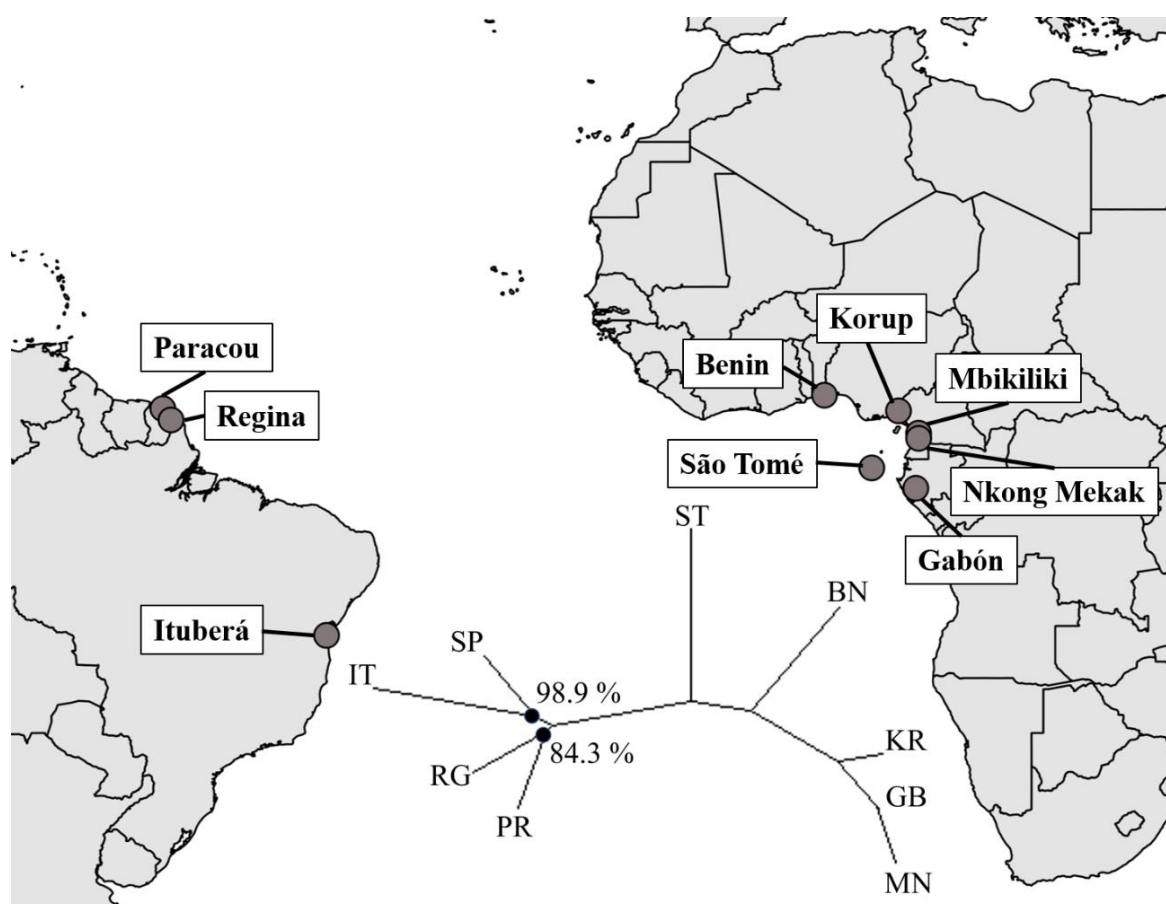 Korup
Paracou
Benin
Mbikiliki
Regina
São Tomé
Nkong Mekak
ST
Gabón
BN
Ituberá
SP
IT
98.9 %
KR
84.3 %
RG
GB
PR
MN